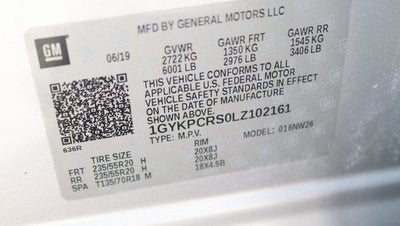 MFD BY GENERAL MOTORS LLC
GM
06/19
GVWR
GAWR FRT
GAWR RR
2722 KG
1350 KG
1545 KG
6001 LB
2976 LB
3406 LB
THIS VEHICLE CONFORMS TO ALL
APPLICABLE U.S. FEDERAL MOTOR
VEHICLE SAFETY STANDARDS IN EFFECT
ON THE DATE OF MANUFACTURE
SHOWN ABOVE.
1GYKPCRS0LZ102161
TYPE: M.P.V.
MODEL: 016NW26
636R
TIRE SIZE
RIM
FRT 235/55R20 H 20X8J
RR 235/55R20 H 20X8J
SPA T135/70R18 M 18X4.5B